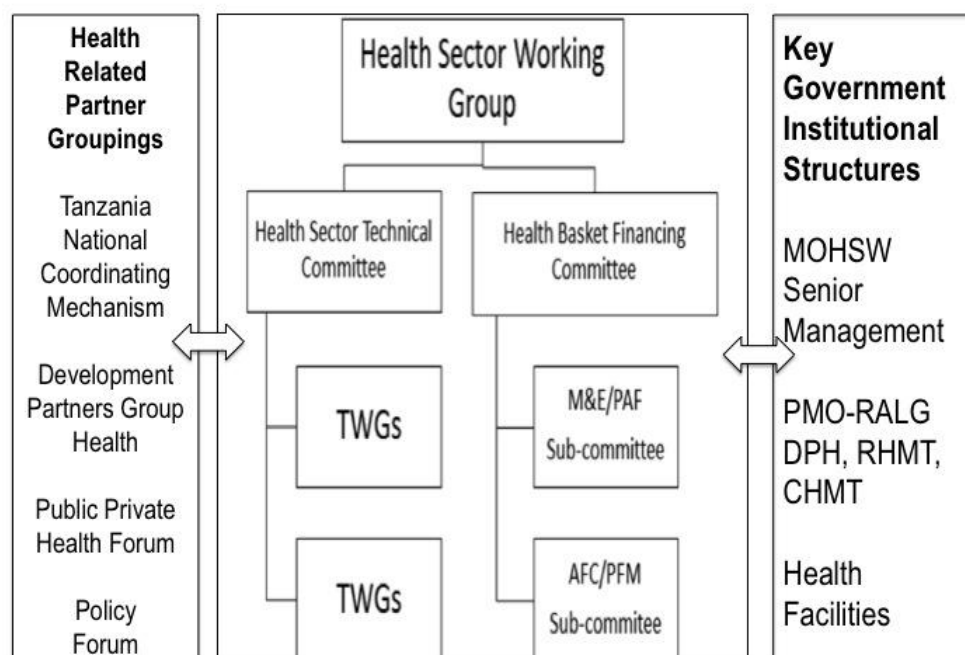 Health
Related
Partner
Groupings
Tanzania
National
Coordinating
Mechanism
Development
Partners Group
Health
Public Private
Health Forum
Policy
Forum
Health Sector Working
Group
Health Sector Technical
Committee
Health Basket Financing
Committee
TWGs
M&E/PAF
Sub-committee
TWGs
AFC/PFM
Sub-commitee
Key
Government
Institutional
Structures
MOHSW
Senior
Management
PMO-RALG
DPH, RHMT,
CHMT
Health
Facilities